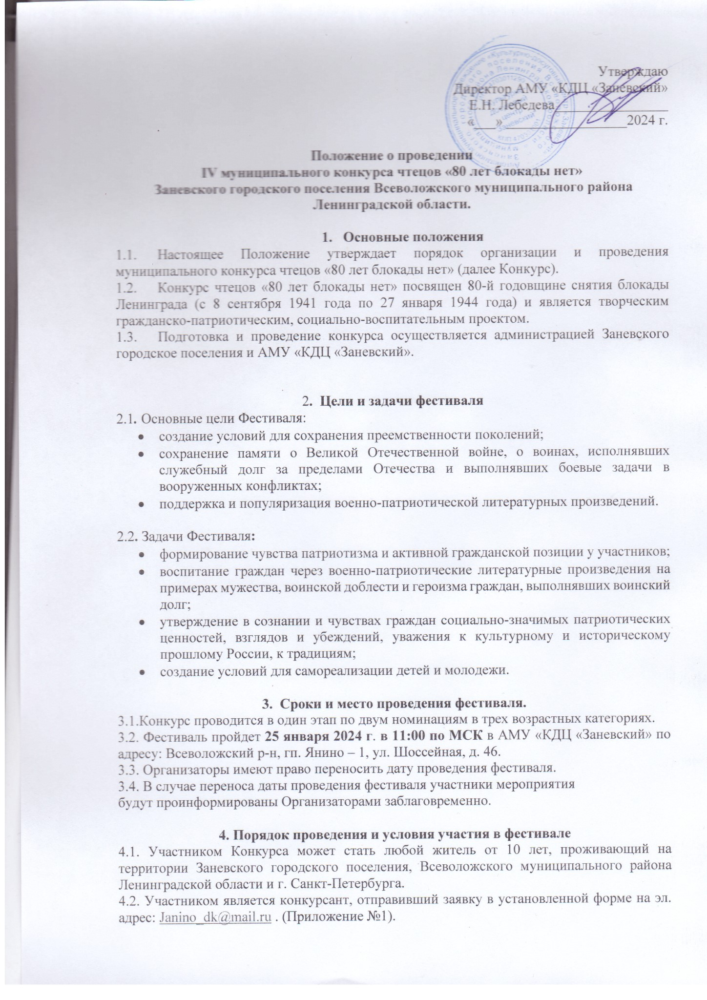 Утверждаю
Директор АМУ «КДЦ «Заневский»
Е.Н. Лебедева________________
«___»__________________2024 г.
Положение о проведении
IV муниципального конкурса чтецов «80 лет блокады нет»
Заневского городского поселения Всеволожского муниципального района
Ленинградской области.
1. Основные положения
1.1. Настоящее Положение утверждает порядок организации и проведения
муниципального конкурса чтецов «80 лет блокады нет» (далее Конкурс).
1.2. Конкурс чтецов «80 лет блокады нет» посвящен 80-й годовщине снятия блокады
Ленинграда (с 8 сентября 1941 года по 27 января 1944 года) и является творческим
гражданско-патриотическим, социально-воспитательным проектом.
1.3. Подготовка и проведение конкурса осуществляется администрацией Заневского
городское поселения и АМУ «КДЦ «Заневский».
2. Цели и задачи фестиваля
2.1. Основные цели Фестиваля:
• создание условий для сохранения преемственности поколений;
• сохранение памяти о Великой Отечественной войне, о воинах, исполнявших
служебный долг за пределами Отечества и выполнявших боевые задачи в
вооруженных конфликтах;
• поддержка и популяризация военно-патриотической литературных произведений.
2.2. Задачи Фестиваля:
• формирование чувства патриотизма и активной гражданской позиции у участников;
• воспитание граждан через военно-патриотические литературные произведения на
примерах мужества, воинской доблести и героизма граждан, выполнявших воинский
долг;
• утверждение в сознании и чувствах граждан социально-значимых патриотических
ценностей, взглядов и убеждений, уважения к культурному и историческому
прошлому России, к традициям;
• создание условий для самореализации детей и молодежи.
3. Сроки и место проведения фестиваля.
3.1.Конкурс проводится в один этап по двум номинациям в трех возрастных категориях.
3.2. Фестиваль пройдет 25 января 2024 г. в 11:00 по МСК в АМУ «КДЦ «Заневский» по
адресу: Всеволожский р-н, гп. Янино – 1, ул. Шоссейная, д. 46.
3.3. Организаторы имеют право переносить дату проведения фестиваля.
3.4. В случае переноса даты проведения фестиваля участники мероприятия
будут проинформированы Организаторами заблаговременно.
4. Порядок проведения и условия участия в фестивале
4.1. Участником Конкурса может стать любой житель от 10 лет, проживающий на
территории Заневского городского поселения, Всеволожского муниципального района
Ленинградской области и г. Санкт-Петербурга.
4.2. Участником является конкурсант, отправивший заявку в установленной форме на эл.
адрес: Janino_dk@mail.ru . (Приложение №1).